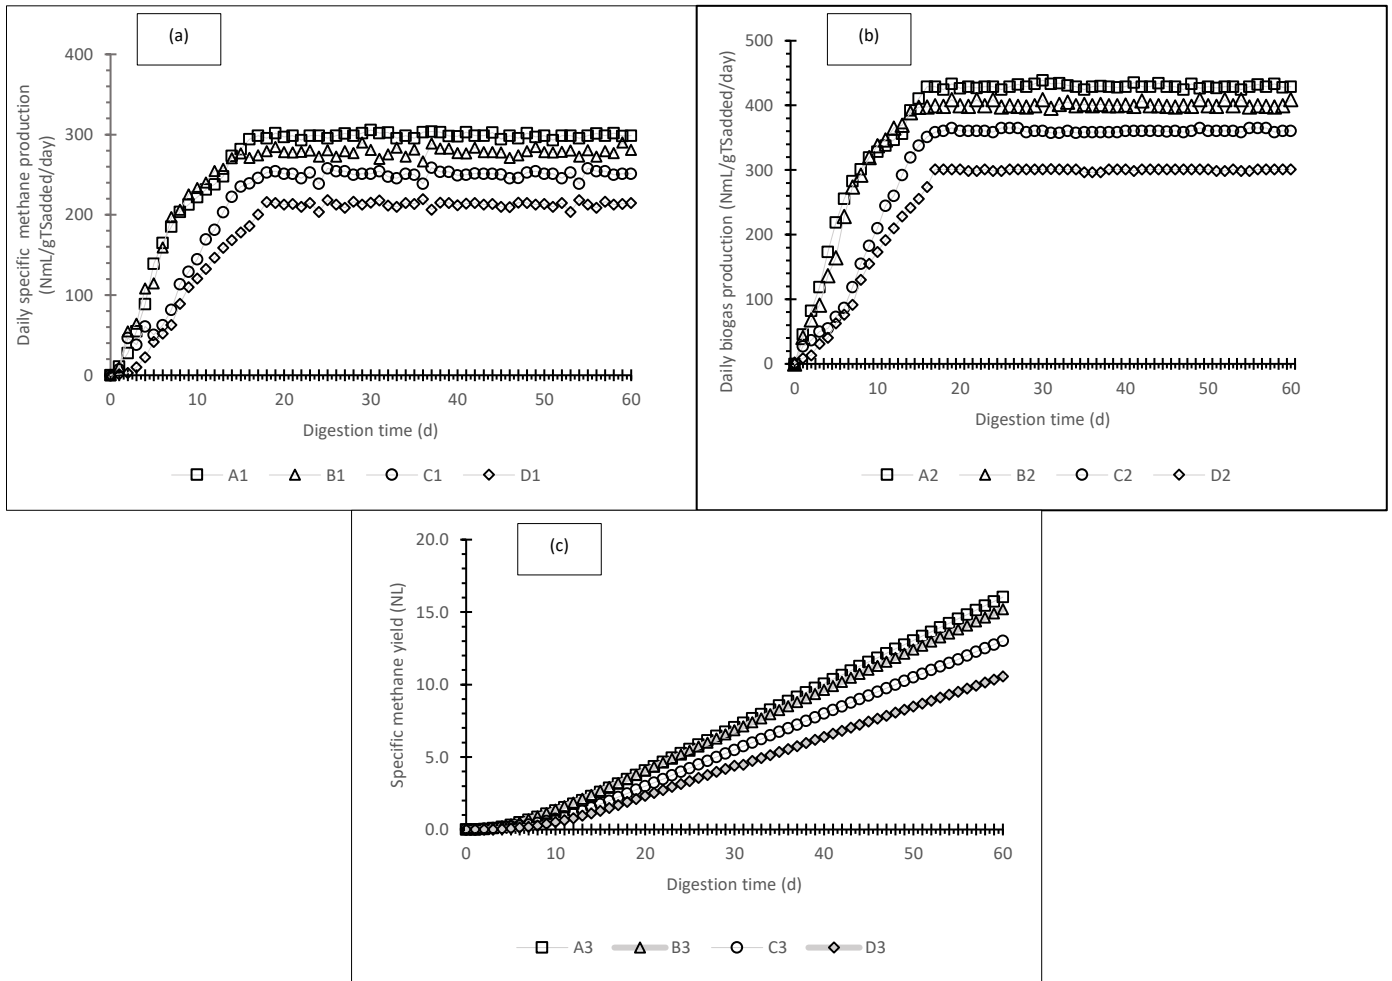 (a)
400
300
200
100
0
Daily specific methane production
(NmL/gTSadded/day)
0 10 20 30 40 50 60
Digestion time (d)
A1 B1 C1 D1
(b)
500
400
300
200
100
0
Daily biogas production (NmL/gTSadded/day)
0 10 20 30 40 50 60
Digestion time (d)
A2 B2 C2 D2
(c)
20.0
15.0
10.0
5.0
0.0
Specific methane yield (NL)
0 10 20 30 40 50 60
Digestion time (d)
A3 B3 C3 D3